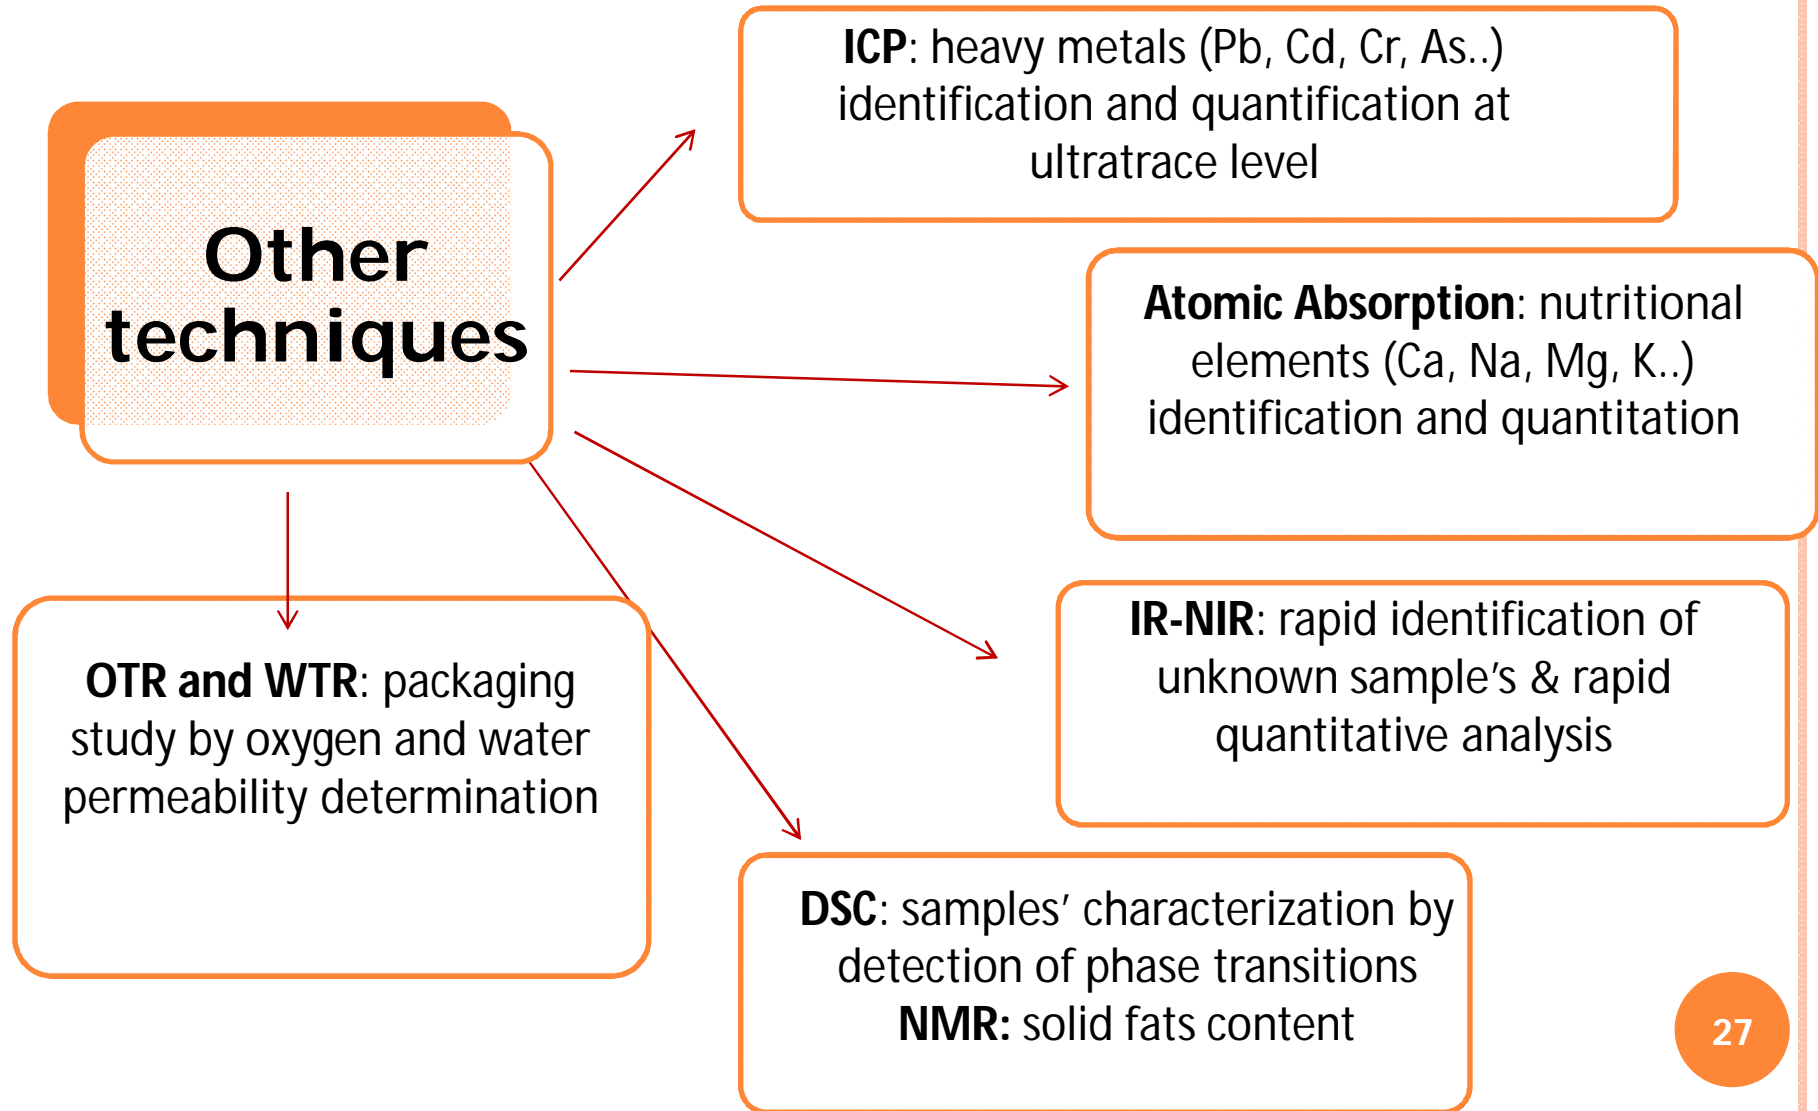 Other
techniques
ICP: heavy metals (Pb, Cd, Cr, As..)
identification and quantification at
ultratrace level
Atomic Absorption: nutritional
elements (Ca, Na, Mg, K..)
identification and quantitation
IR-NIR: rapid identification of
unknown sample's & rapid
quantitative analysis
OTR and WTR: packaging
study by oxygen and water
permeability determination
DSC: samples’ characterization by
detection of phase transitions
NMR: solid fats content
27